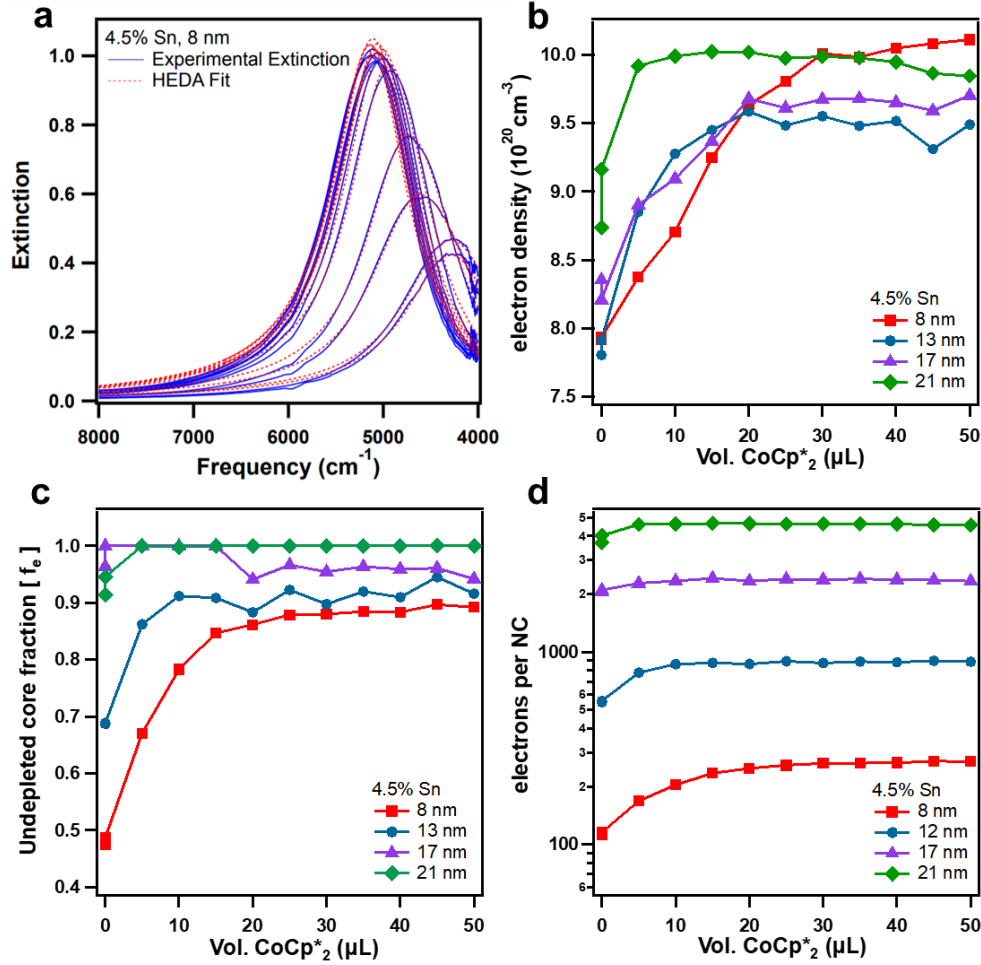 a
4.5% Sn, 8 nm
Experimental Extinction
HEDA Fit
Extinction
1.0
0.8
0.6
0.4
0.2
0.0
8000 7000 6000 5000 4000
Frequency (cm-1)
b
electron density (10^20 cm-3)
10.0
9.5
9.0
8.5
8.0
7.5
4.5% Sn
8 nm
13 nm
17 nm
21 nm
0 10 20 30 40 50
Vol. CoCp*2 (µL)
c
Undepleted core fraction [ fe ]
1.0
0.9
0.8
0.7
0.6
0.5
0.4
4.5% Sn
8 nm
13 nm
17 nm
21 nm
0 10 20 30 40 50
Vol. CoCp*2 (µL)
d
electrons per NC
5
4
3
2
1000
6
5
4
3
2
100
6
4.5% Sn
8 nm
12 nm
17 nm
21 nm
0 10 20 30 40 50
Vol. CoCp*2 (µL)